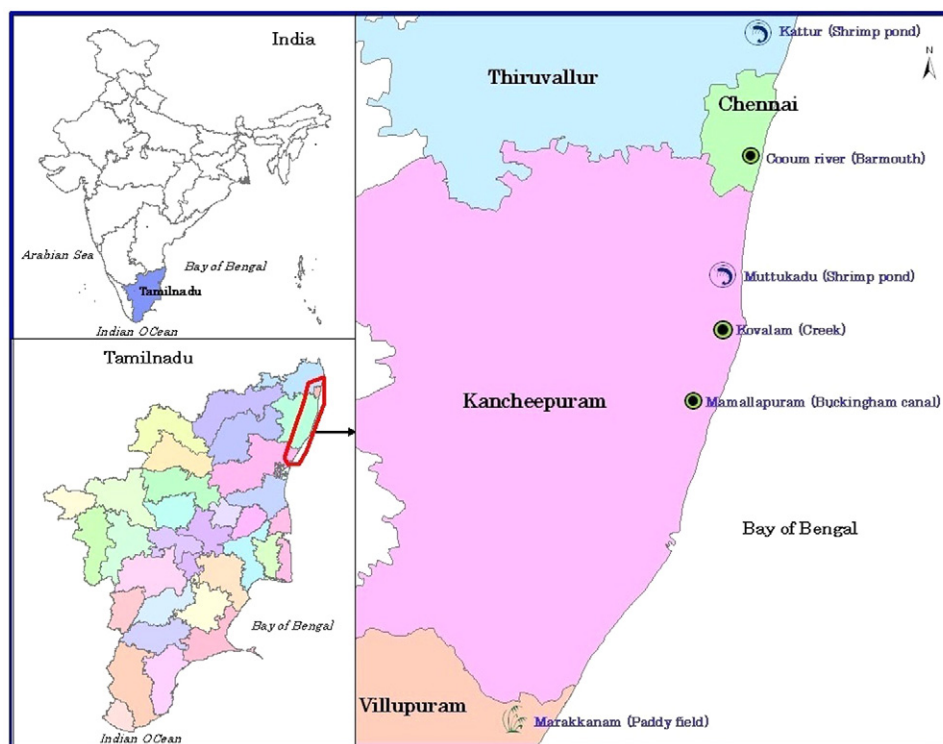 India
Arabian Sea
Bay of Bengal
Tamilnadu
Indian OCean
Tamilnadu
Bay of Bengal
Indian OCean
Kattur (Shrimp pond)
N
Thiruvallur
Chennai
Cooum river (Barmouth)
Muttukadu (Shrimp pond)
Kovalam (Creek)
Kancheepuram
Mamallapuram (Buckingham canal)
Bay of Bengal
Villupuram
Marakkanam (Paddy field)